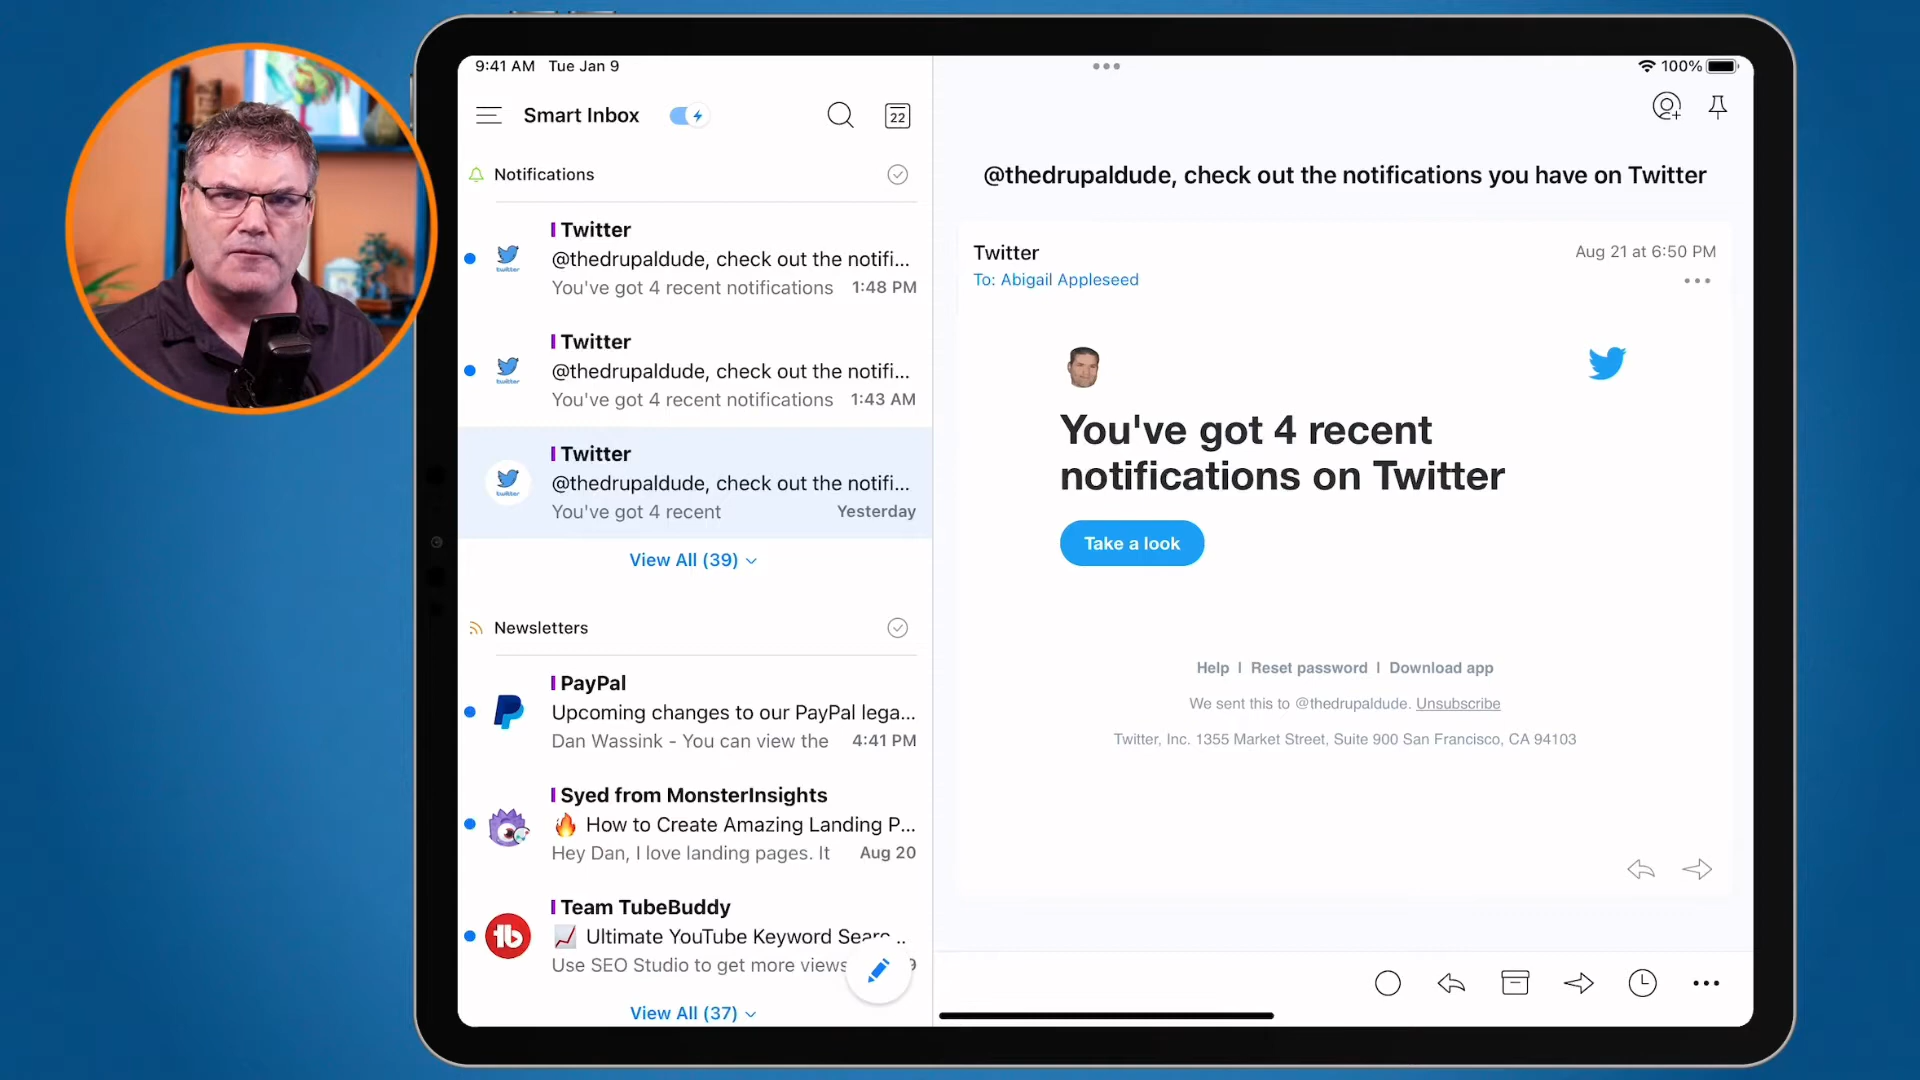 9:41 AM Tue Jan 9
100%
Smart Inbox
22
Notifications
Twitter
@thedrupaldude, check out the notifi...
You've got 4 recent notifications 1:48 PM
twitter
Twitter
@thedrupaldude, check out the notifi...
You've got 4 recent notifications 1:43 AM
twitter
Twitter
@thedrupaldude, check out the notifi...
You've got 4 recent Yesterday
twitter
View All (39)
Newsletters
PayPal
Upcoming changes to our PayPal lega...
Dan Wassink - You can view the 4:41 PM
Syed from MonsterInsights
🔥 How to Create Amazing Landing P...
Hey Dan, I love landing pages. It Aug 20
Team TubeBuddy
📈 Ultimate YouTube Keyword Searc...
Use SEO Studio to get more views 9
tb
View All (37)
@thedrupaldude, check out the notifications you have on Twitter
Twitter
Aug 21 at 6:50 PM
To: Abigail Appleseed
You've got 4 recent
notifications on Twitter
Take a look
Help | Reset password | Download app
We sent this to @thedrupaldude. Unsubscribe
Twitter, Inc. 1355 Market Street, Suite 900 San Francisco, CA 94103